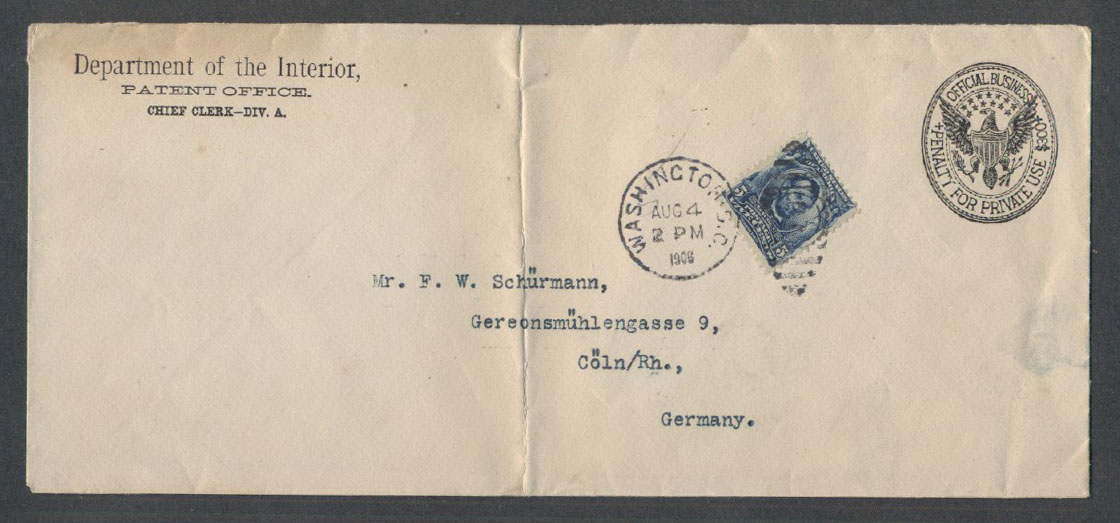 Department of the Interior,
PATENT OFFICE.
CHIEF CLERK—DIV. A.
OFFICIAL BUSINESS
PENALTY FOR PRIVATE USE $300
WASHINGTON, D.C.
AUG 4
2 PM
Mr. F. W. Schürmann,
Gereonsmühlengasse 9,
Cöln/Rh.,
Germany.